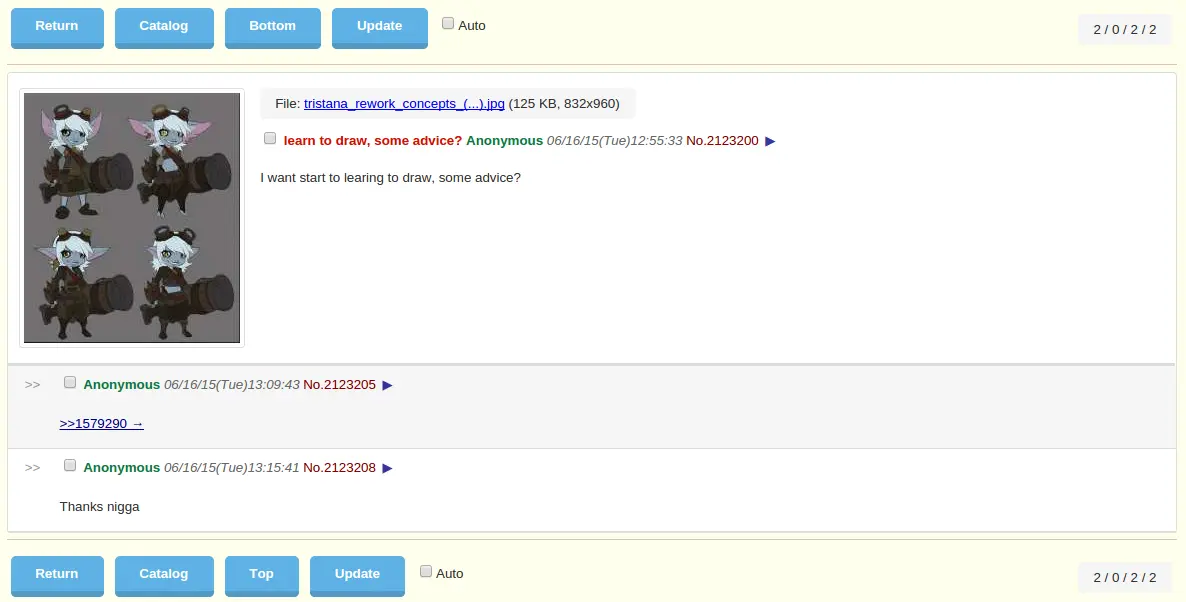 Return Catalog Bottom Update Auto 2 / 0 / 2 / 2
File: tristana_rework_concepts_(...).jpg (125 KB, 832x960)
learn to draw, some advice? Anonymous 06/16/15(Tue)12:55:33 No.2123200 ▶
I want start to learing to draw, some advice?
>> Anonymous 06/16/15(Tue)13:09:43 No.2123205 ▶
>>1579290 →
>> Anonymous 06/16/15(Tue)13:15:41 No.2123208 ▶
Thanks nigga
Return Catalog Top Update Auto 2 / 0 / 2 / 2